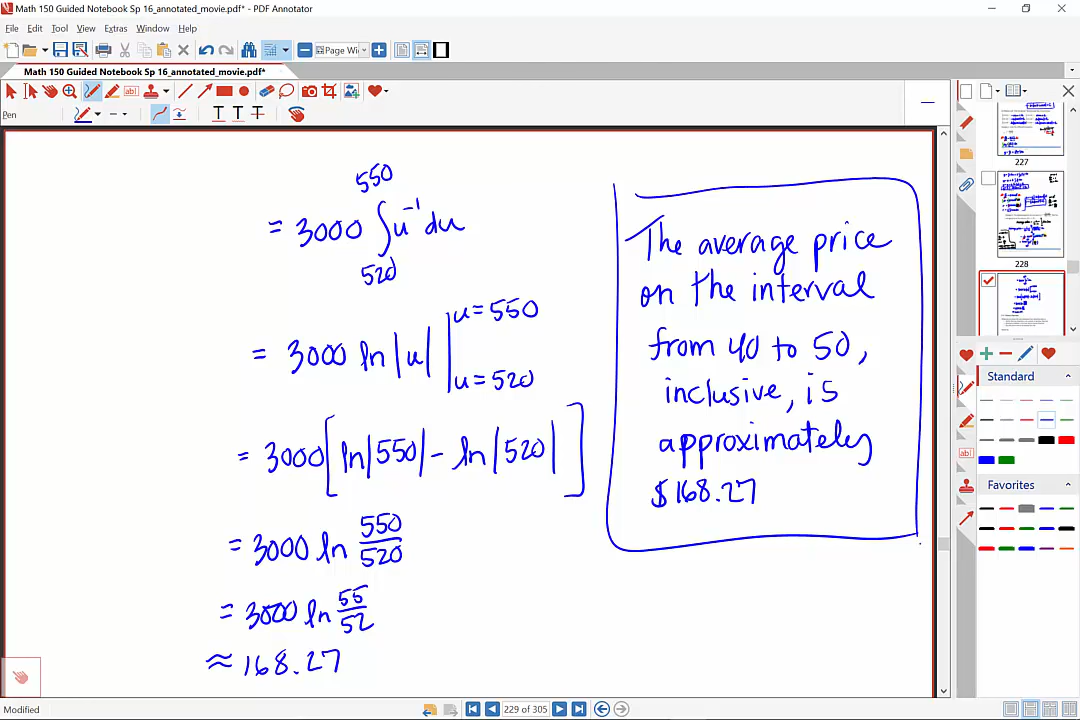 Math 150 Guided Notebook Sp 16_annotated_movie.pdf* - PDF Annotator
File Edit Tool View Extras Window Help
Page Wi
Math 150 Guided Notebook Sp 16_annotated_movie.pdf*
Pen
550
= 3000 ∫ u⁻¹ du
520
= 3000 ln |u| | u = 550
u = 520
= 3000 [ ln |550| - ln |520| ]
= 3000 ln 550/520
= 3000 ln 55/52
≈ 168.27
The average price
on the interval
from 40 to 50,
inclusive, is
approximately
$168.27
227
228
Standard
Favorites
Modified
229 of 305